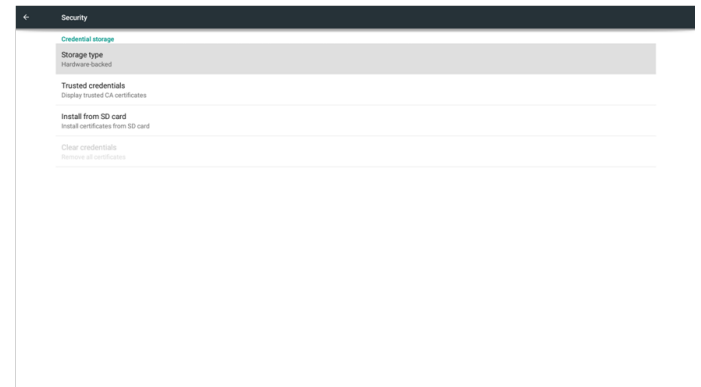 Security
Credential storage
Storage type
Hardware-backed
Trusted credentials
Display trusted CA certificates
Install from SD card
Install certificates from SD card
Clear credentials
Remove all certificates